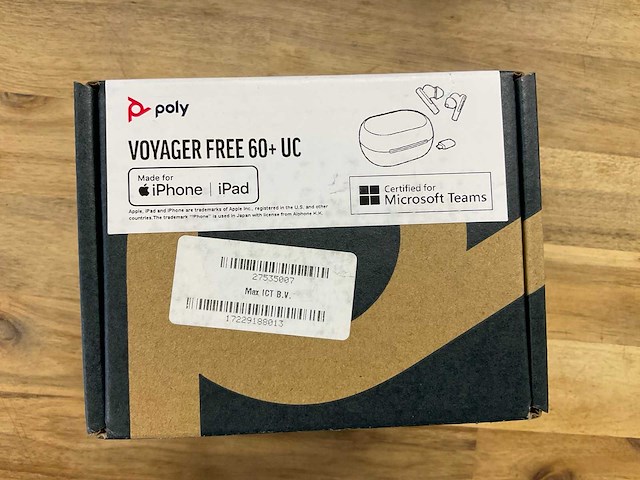 poly
VOYAGER FREE 60+ UC
Made for
iPhone | iPad
Apple, iPad and iPhone are trademarks of Apple Inc., registered in the U.S. and other
countries.The trademark "iPhone" is used in Japan with license from Aiphone K.K.
Certified for
Microsoft Teams
27535007
Max ICT B.V.
17229188013